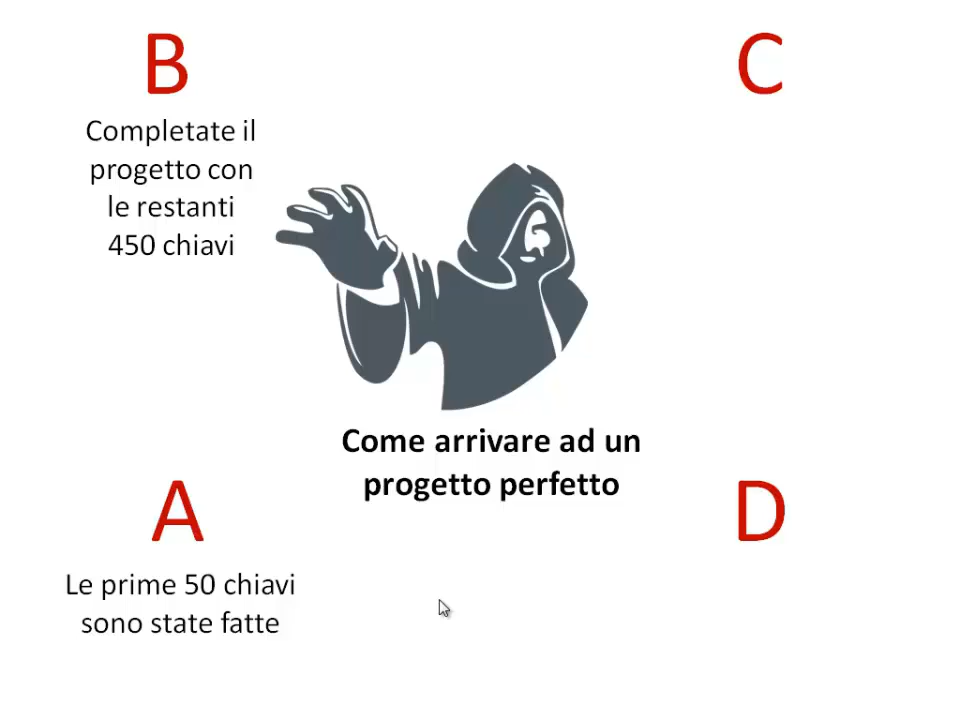 B
C
Completate il
progetto con
le restanti
450 chiavi
Come arrivare ad un
progetto perfetto
A
D
Le prime 50 chiavi
sono state fatte